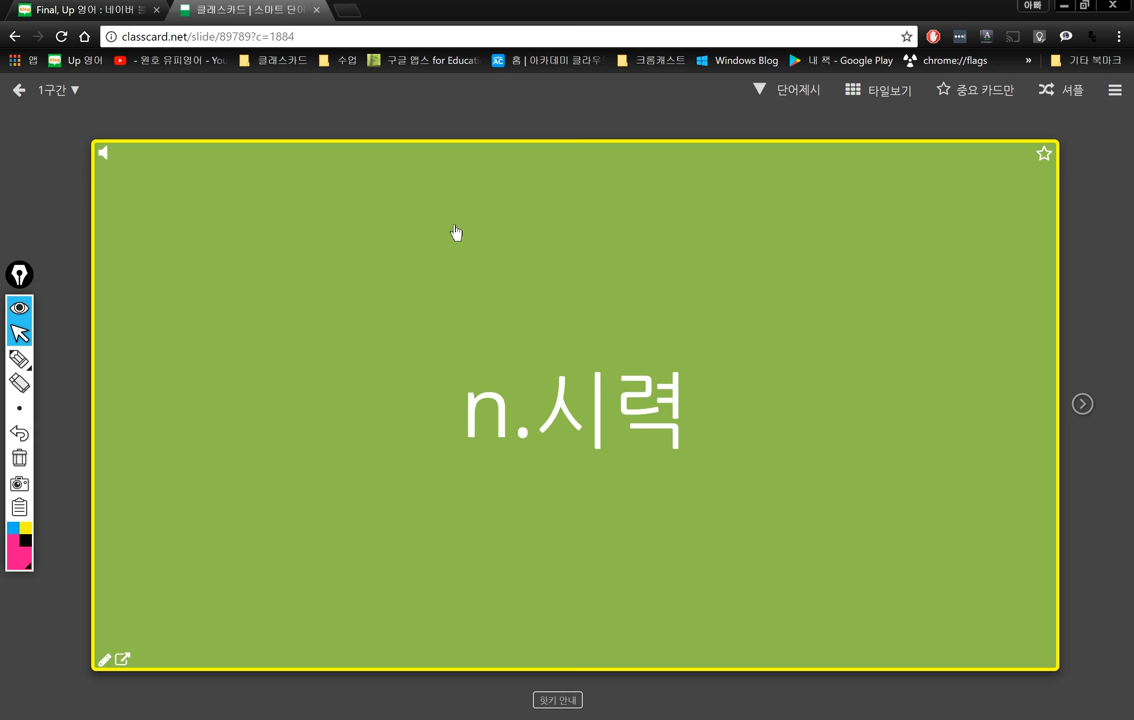 Final, Up 영어 : 네이버 블
클래스카드 | 스마트 단어
아빠
classcard.net/slide/89789?c=1884
앱
Up 영어
- 원호 유피영어 - You
클래스카드
수업
구글 앱스 for Educati
홈 | 아카데미 클라우
크롬캐스트
Windows Blog
내 책 - Google Play
chrome://flags
»
기타 북마크
1구간 ▼
▼ 단어제시
타일보기
중요 카드만
셔플
n.시력
핫키 안내